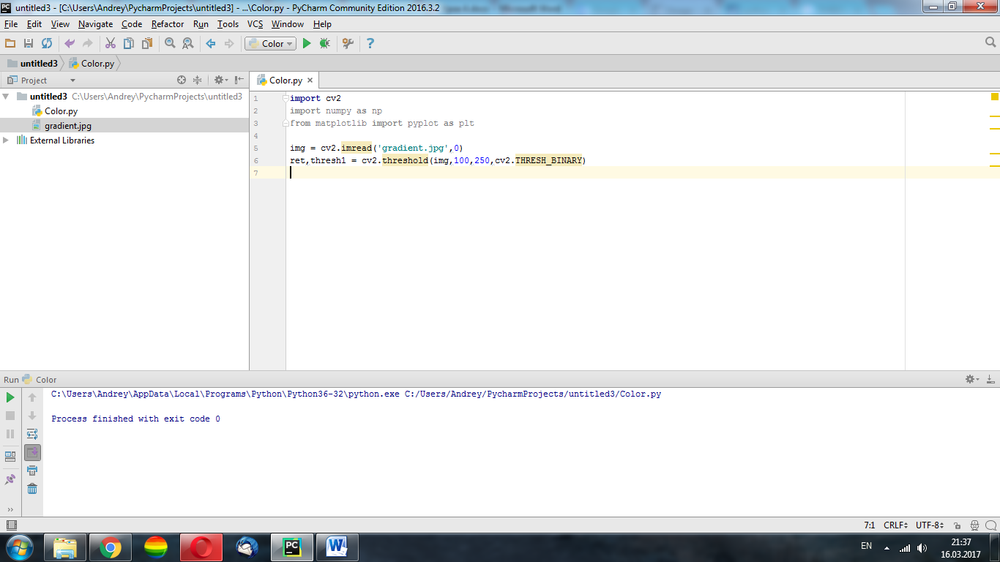 untitled3 - [C:\Users\Andrey\PycharmProjects\untitled3] - ...\Color.py - PyCharm Community Edition 2016.3.2
File Edit View Navigate Code Refactor Run Tools VCS Window Help
Color
untitled3 Color.py
Project
Color.py
untitled3 C:\Users\Andrey\PycharmProjects\untitled3
Color.py
gradient.jpg
External Libraries
1 import cv2
2 import numpy as np
3 from matplotlib import pyplot as plt
4
5 img = cv2.imread('gradient.jpg',0)
6 ret,thresh1 = cv2.threshold(img,100,250,cv2.THRESH_BINARY)
7
Run Color
C:\Users\Andrey\AppData\Local\Programs\Python\Python36-32\python.exe C:/Users/Andrey/PycharmProjects/untitled3/Color.py
Process finished with exit code 0
7:1 CRLF UTF-8
PC
W
EN
21:37
16.03.2017